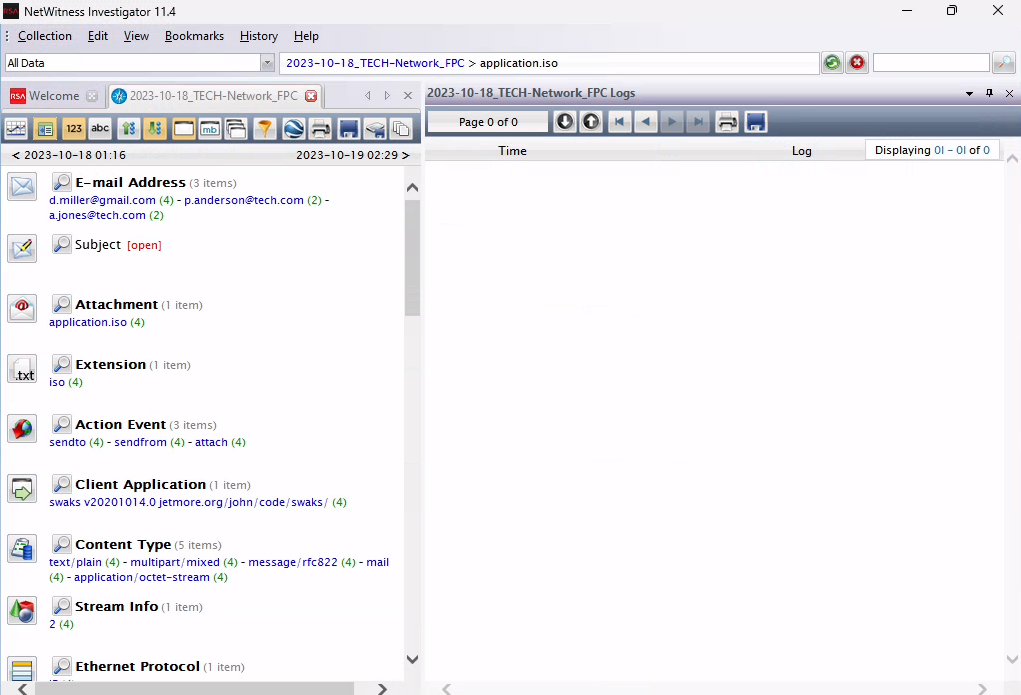 NetWitness Investigator 11.4
Collection Edit View Bookmarks History Help
All Data
2023-10-18_TECH-Network_FPC > application.iso
RSA Welcome
2023-10-18_TECH-Network_FPC
2023-10-18_TECH-Network_FPC Logs
123 abc mb
Page 0 of 0
< 2023-10-18 01:16 2023-10-19 02:29 >
Time Log Displaying 0I - 0I of 0
E-mail Address (3 items)
d.miller@gmail.com (4) - p.anderson@tech.com (2) -
a.jones@tech.com (2)
Subject [open]
Attachment (1 item)
application.iso (4)
.txt
Extension (1 item)
iso (4)
Action Event (3 items)
sendto (4) - sendfrom (4) - attach (4)
Client Application (1 item)
swaks v20201014.0 jetmore.org/john/code/swaks/ (4)
Content Type (5 items)
text/plain (4) - multipart/mixed (4) - message/rfc822 (4) - mail
(4) - application/octet-stream (4)
Stream Info (1 item)
2 (4)
Ethernet Protocol (1 item)